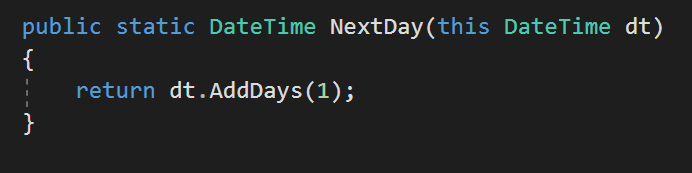 public static DateTime NextDay(this DateTime dt)
{
    return dt.AddDays(1);
}